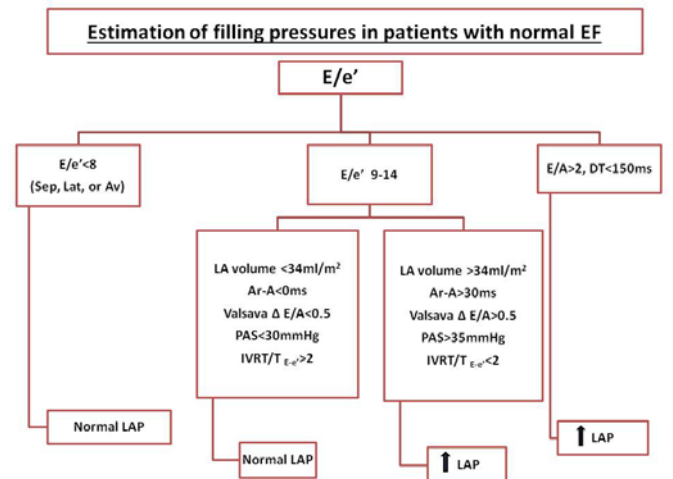 Estimation of filling pressures in patients with normal EF
E/e’
E/e’<8
(Sep, Lat, or Av)
E/e’ 9-14
E/A>2, DT<150ms
LA volume <34ml/m²
Ar-A<0ms
Valsava Δ E/A<0.5
PAS<30mmHg
IVRT/T E-e’>2
LA volume >34ml/m²
Ar-A>30ms
Valsava Δ E/A>0.5
PAS>35mmHg
IVRT/T E-e’<2
Normal LAP
Normal LAP
⬆ LAP
⬆ LAP